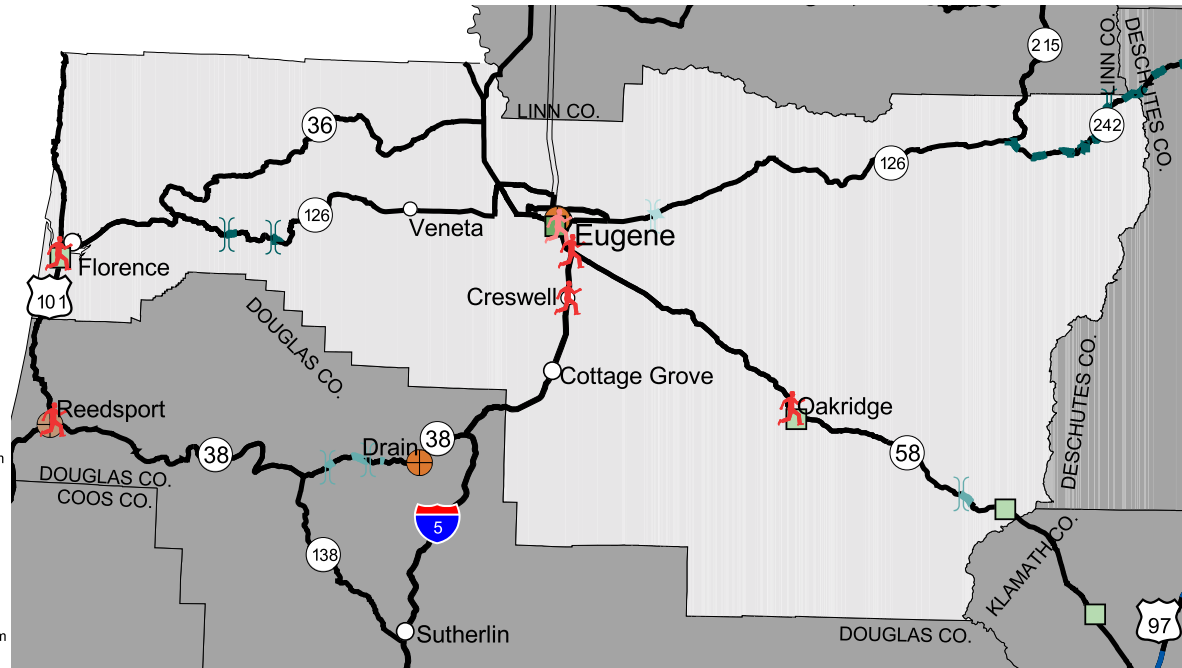 215
LINN CO.
DESCHUTES CO.
LINN CO.
36
242
126
126
Veneta
Eugene
Florence
101
Creswell
DOUGLAS CO.
DESCHUTES CO.
Cottage Grove
Reedsport
Oakridge
38
Drain
38
58
DOUGLAS CO.
COOS CO.
5
138
KLAMATH CO.
97
Sutherlin
DOUGLAS CO.